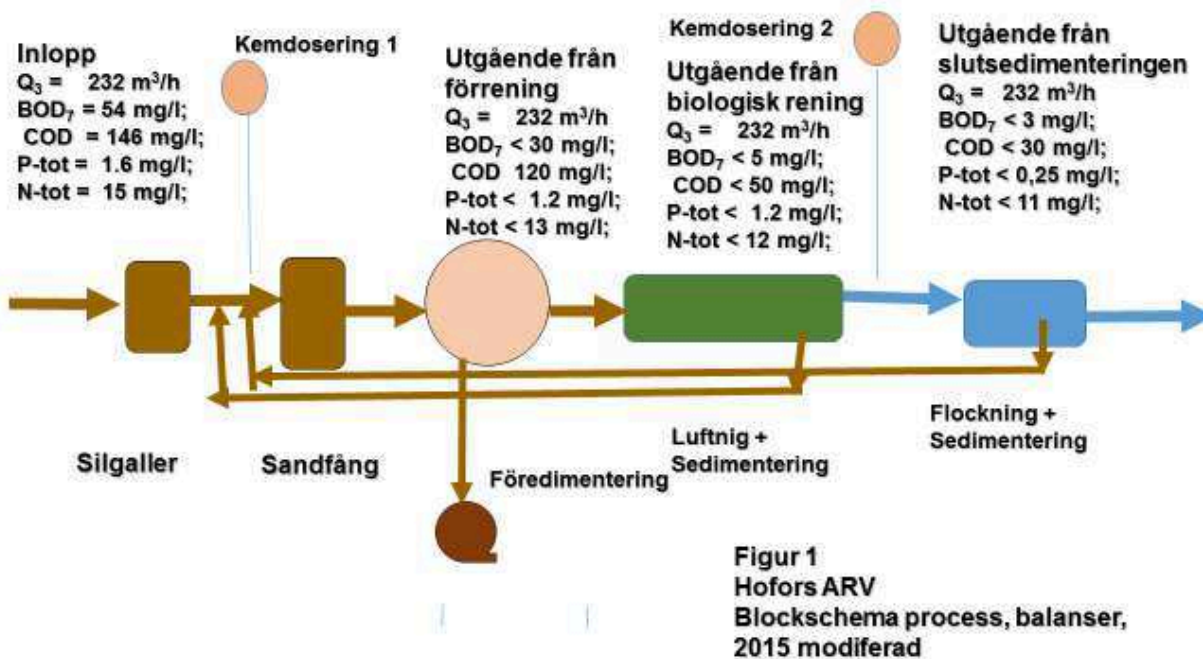 Inlopp
Q₃ = 232 m³/h
BOD₇ = 54 mg/l;
COD = 146 mg/l;
P-tot = 1.6 mg/l;
N-tot = 15 mg/l;
Kemdosering 1
Utgående från
förrening
Q₃ = 232 m³/h
BOD₇ < 30 mg/l;
COD 120 mg/l;
P-tot < 1.2 mg/l;
N-tot < 13 mg/l;
Kemdosering 2
Utgående från
biologisk rening
Q₃ = 232 m³/h
BOD₇ < 5 mg/l;
COD < 50 mg/l;
P-tot < 1.2 mg/l;
N-tot < 12 mg/l;
Utgående från
slutsedimenteringen
Q₃ = 232 m³/h
BOD₇ < 3 mg/l;
COD < 30 mg/l;
P-tot < 0,25 mg/l;
N-tot < 11 mg/l;
Silgaller
Sandfång
Föredimentering
Luftnig +
Sedimentering
Flockning +
Sedimentering
Figur 1
Hofors ARV
Blockschema process, balanser,
2015 modiferad